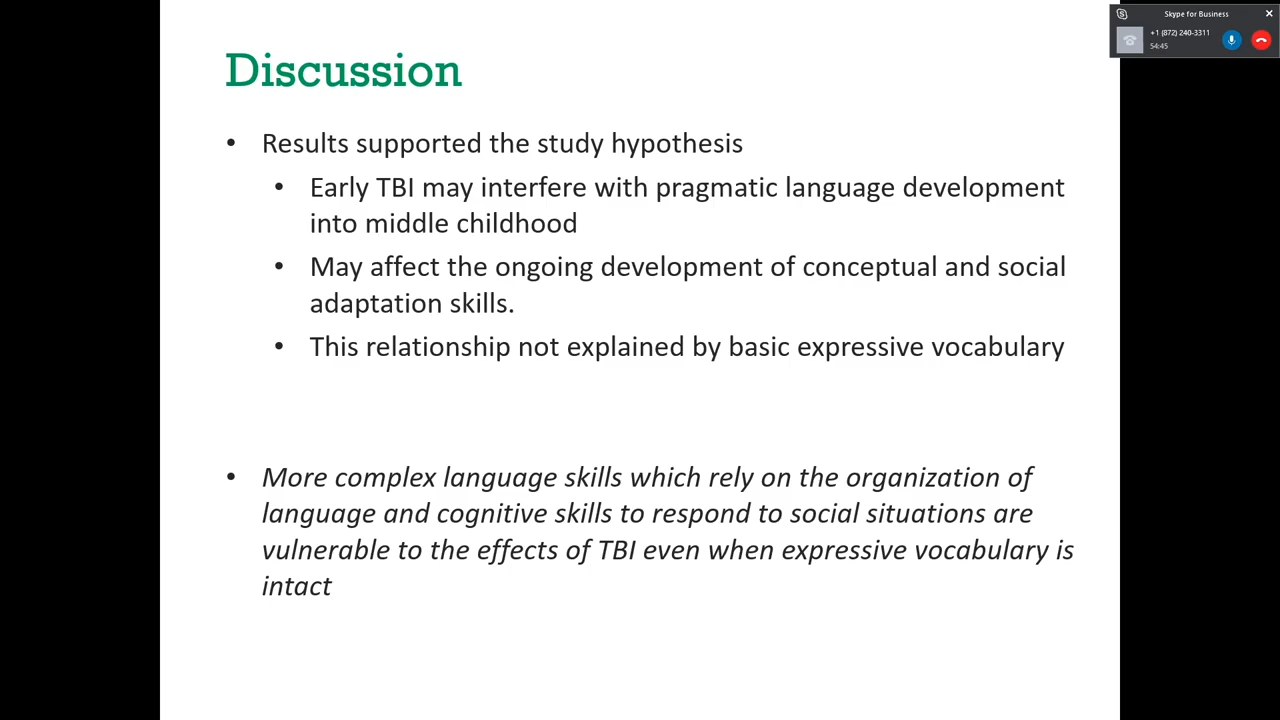 Discussion
• Results supported the study hypothesis
• Early TBI may interfere with pragmatic language development
into middle childhood
• May affect the ongoing development of conceptual and social
adaptation skills.
• This relationship not explained by basic expressive vocabulary
• More complex language skills which rely on the organization of
language and cognitive skills to respond to social situations are
vulnerable to the effects of TBI even when expressive vocabulary is
intact
Skype for Business
+1 (872) 240-3311
54:45